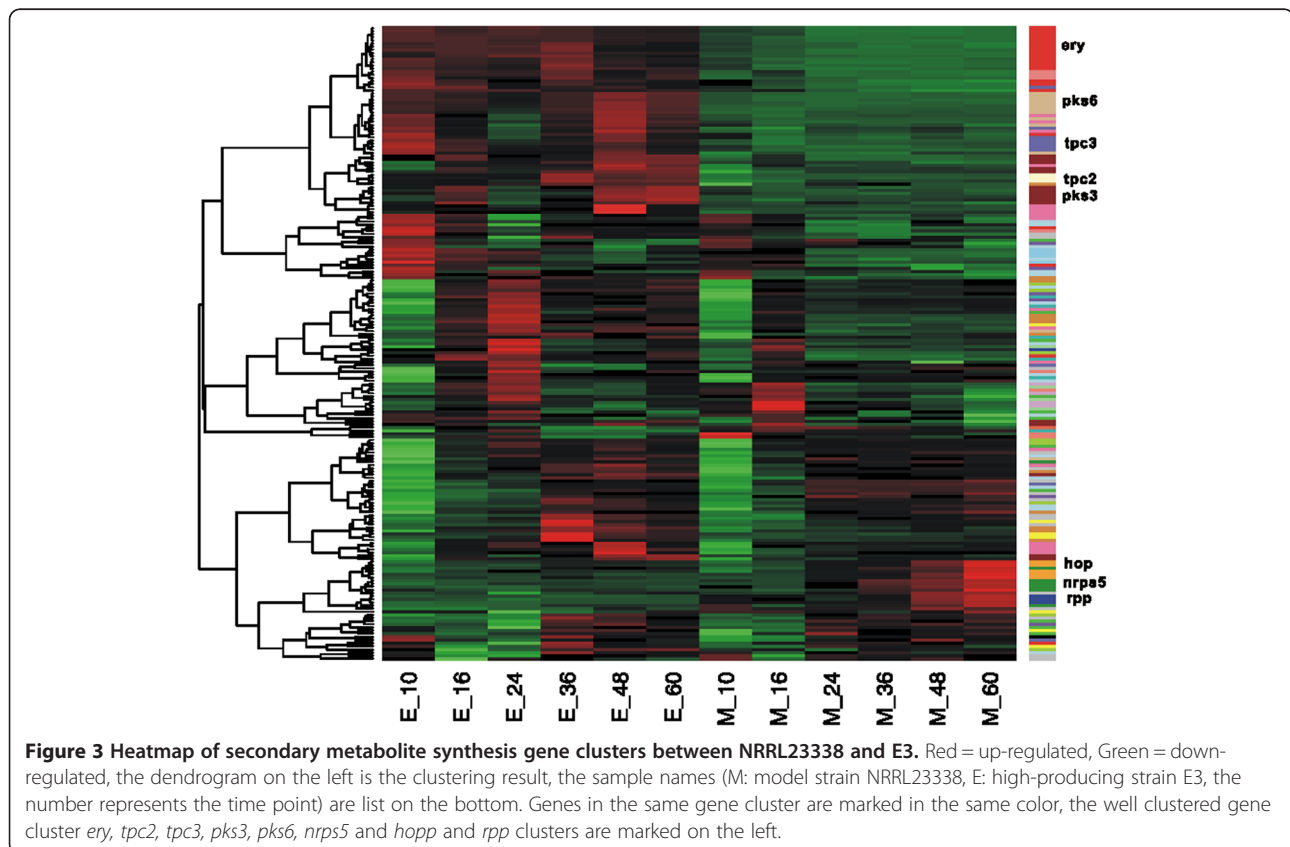 ery
pks6
tpc3
tpc2
pks3
hop
nrps5
rpp
E_10
E_16
E_24
E_36
E_48
E_60
M_10
M_16
M_24
M_36
M_48
M_60
Figure 3 Heatmap of secondary metabolite synthesis gene clusters between NRRL23338 and E3. Red = up-regulated, Green = down-
regulated, the dendrogram on the left is the clustering result, the sample names (M: model strain NRRL23338, E: high-producing strain E3, the
number represents the time point) are list on the bottom. Genes in the same gene cluster are marked in the same color, the well clustered gene
cluster ery, tpc2, tpc3, pks3, pks6, nrps5 and hopp and rpp clusters are marked on the left.